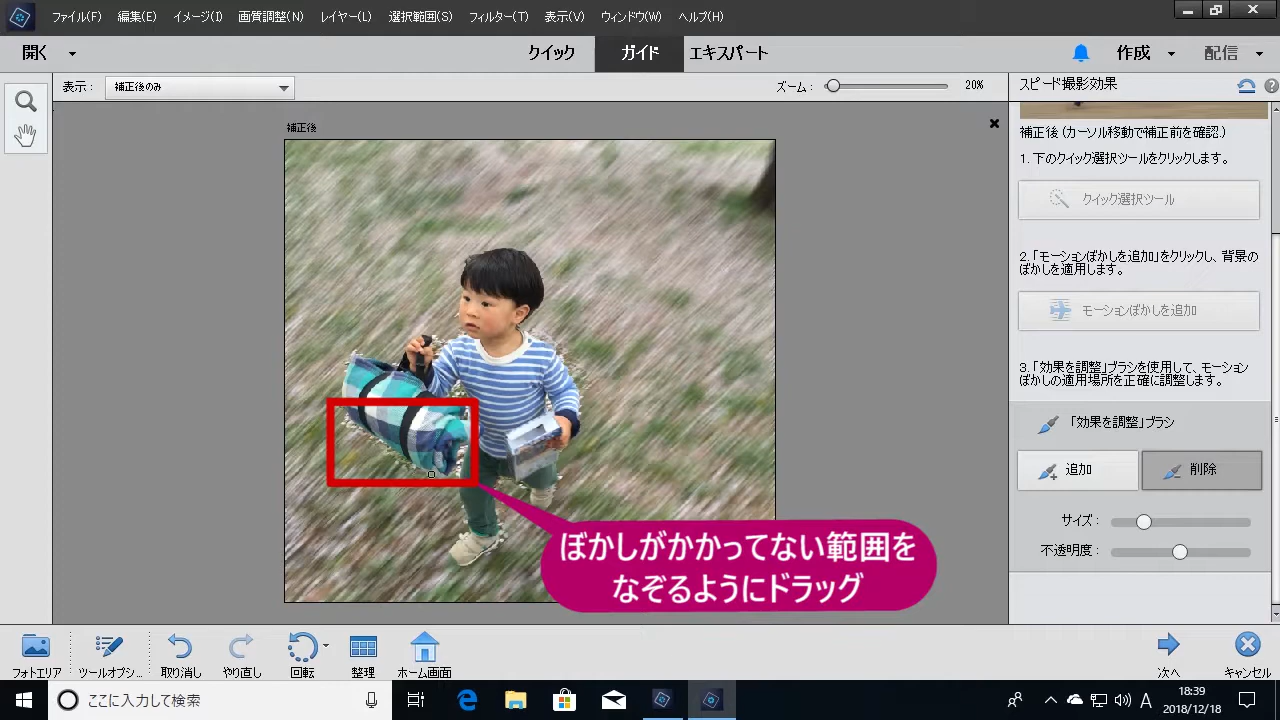 ファイル(F) 編集(E) イメージ(I) 画質調整(N) レイヤー(L) 選択範囲(S) フィルター(T) 表示(V) ウィンドウ(W) ヘルプ(H)
開く クイック ガイド エキスパート 作成 配信
表示: 補正後のみ ズーム: 20% スピード撮影効果
補正後
補正後 (カーソル移動で補正前を確認.)
1. 下のクイック選択ツールをクリックします。
クイック選択ツール
2.「モーションぼかしを追加」をクリックし、背景の
ぼかしを適用します。
モーションぼかしを追加
3.「効果を調整」ブラシを使用して、モーション
ぼかしの適用場所を正確に調整します。
「効果を調整」ブラシ
追加 削除
サイズ:
不透明度:
ぼかしがかかってない範囲を
なぞるようにドラッグ
フォトエリア ツールオプシ... 取り消し やり直し 回転 整理 ホーム画面 次へ キャンセル
ここに入力して検索
A 18:39
2018/12/18